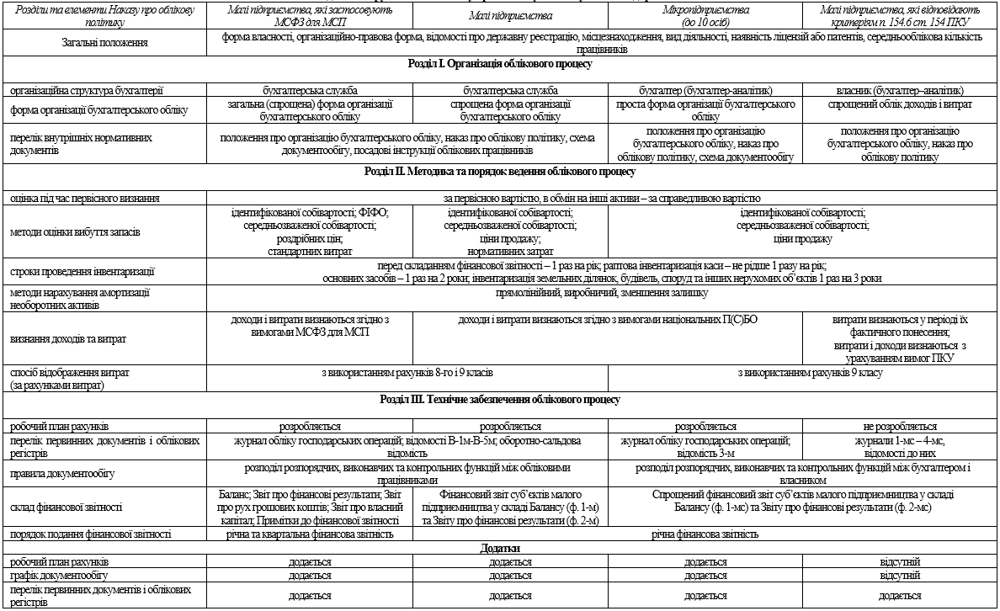 Розділи та елементи Наказу про облікову
політику
Малі підприємства, які застосовують
МСФЗ для МСП
Малі підприємства
Мікропідприємства
(до 10 осіб)
Малі підприємства, які відповідають
критеріям п. 154.6 ст. 154 ПКУ
Загальні положення
форма власності, організаційно-правова форма, відомості про державну реєстрацію, місцезнаходження, вид діяльності, наявність ліцензій або патентів, середньооблікова кількість
працівників
Розділ І. Організація облікового процесу
організаційна структура бухгалтерії
бухгалтерська служба
бухгалтерська служба
бухгалтер (бухгалтер-аналітик)
власник (бухгалтер–аналітик)
форма організації бухгалтерського обліку
загальна (спрощена) форма організації
бухгалтерського обліку
спрощена форма організації
бухгалтерського обліку
проста форма організації бухгалтерського
обліку
спрощений облік доходів і витрат
перелік внутрішніх нормативних
документів
положення про організацію бухгалтерського обліку, наказ про облікову політику, схема
документообігу, посадові інструкції облікових працівників
положення про організацію
бухгалтерського обліку, наказ про
облікову політику, схема документообігу
положення про організацію
бухгалтерського обліку, наказ про
облікову політику
Розділ ІІ. Методика та порядок ведення облікового процесу
оцінка під час первісного визнання
за первісною вартістю, в обмін на інші активи – за справедливою вартістю
методи оцінки вибуття запасів
ідентифікованої собівартості; ФІФО;
середньозваженої собівартості;
роздрібних цін;
стандартних витрат
ідентифікованої собівартості;
середньозваженої собівартості;
ціни продажу;
нормативних затрат
ідентифікованої собівартості;
середньозваженої собівартості;
ціни продажу
строки проведення інвентаризації
перед складанням фінансової звітності – 1 раз на рік; раптова інвентаризація каси – не рідше 1 разу на рік;
основних засобів – 1 раз на 2 роки; інвентаризація земельних ділянок, будівель, споруд та інших нерухомих об’єктів 1 раз на 3 роки
методи нарахування амортизації
необоротних активів
прямолінійний, виробничий, зменшення залишку
визнання доходів та витрат
доходи і витрати визнаються згідно з
вимогами МСФЗ для МСП
доходи і витрати визнаються згідно з вимогами національних П(С)БО
витрати визнаються у періоді їх
фактичного понесення;
витрати і доходи визнаються з
урахуванням вимог ПКУ
спосіб відображення витрат
(за рахунками витрат)
з використанням рахунків 8-го і 9 класів
з використанням рахунків 9 класу
Розділ ІІІ. Технічне забезпечення облікового процесу
робочий план рахунків
розробляється
розробляється
розробляється
не розробляється
перелік первинних документів і облікових
регістрів
журнал обліку господарських операцій; відомості В-1м-В-5м; оборотно-сальдова
відомість
журнал обліку господарських операцій;
відомість 3-м
журнали 1-мс – 4-мс,
відомості до них
правила документообігу
розподіл розпорядчих, виконавчих та контрольних функцій між обліковими
працівниками
розподіл розпорядчих, виконавчих та контрольних функцій між бухгалтером і
власником
склад фінансової звітності
Баланс; Звіт про фінансові результати; Звіт
про рух грошових коштів; Звіт про власний
капітал; Примітки до фінансової звітності
Фінансовий звіт суб’єктів малого
підприємництва у складі Балансу (ф. 1-м)
та Звіту про фінансові результати (ф. 2-м)
Спрощений фінансовий звіт суб’єктів малого підприємництва у складі
Балансу (ф. 1-мс) та Звіту про фінансові результати (ф. 2-мс)
порядок подання фінансової звітності
річна та квартальна фінансова звітність
річна фінансова звітність
Додатки
робочий план рахунків
додається
додається
додається
відсутній
графік документообігу
додається
додається
додається
відсутній
перелік первинних документів і облікових
регістрів
додається
додається
додається
додається